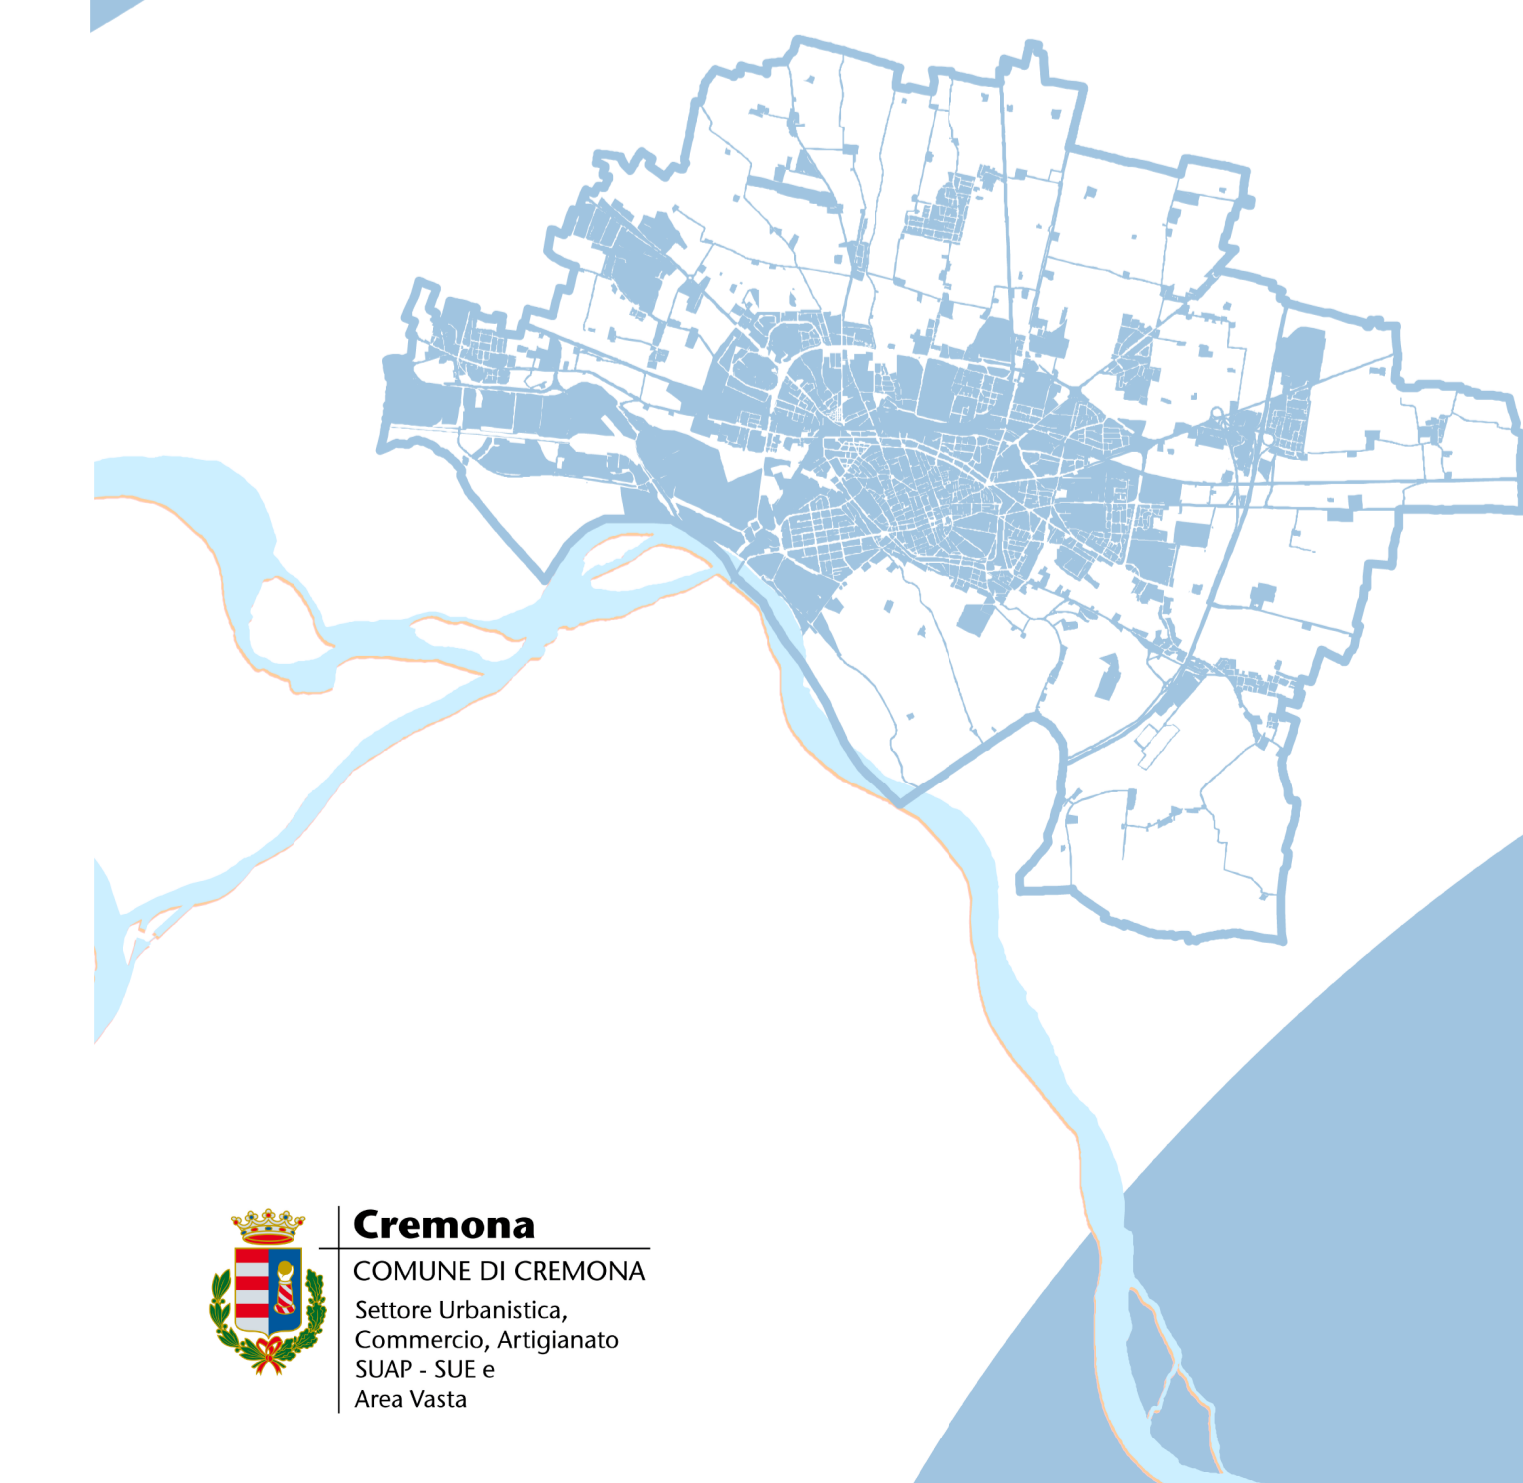 Cremona
COMUNE DI CREMONA
Settore Urbanistica,
Commercio, Artigianato
SUAP - SUE e
Area Vasta